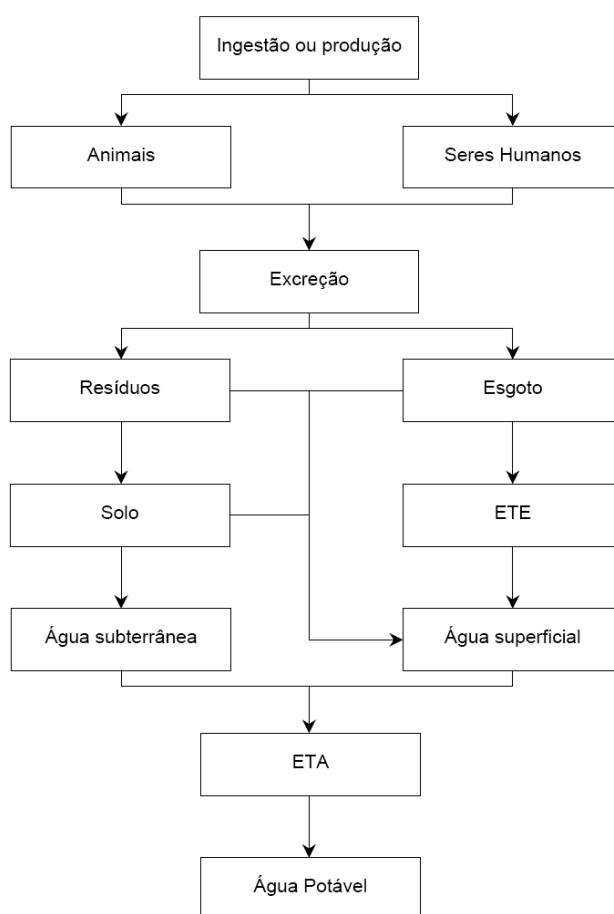 Ingestão ou produção
Animais
Seres Humanos
Excreção
Resíduos
Esgoto
Solo
ETE
Água subterrânea
Água superficial
ETA
Água Potável